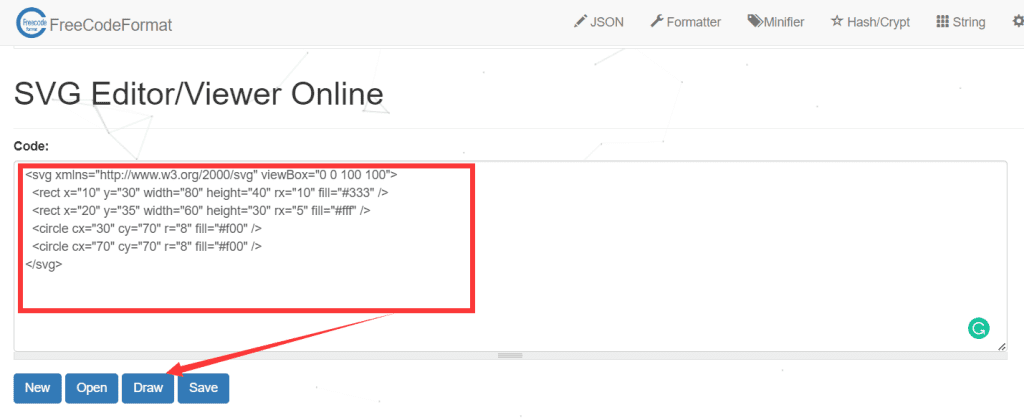 Freecode
format
FreeCodeFormat
JSON
Formatter
Minifier
Hash/Crypt
String
SVG Editor/Viewer Online
Code:
<svg xmlns="http://www.w3.org/2000/svg" viewBox="0 0 100 100">
  <rect x="10" y="30" width="80" height="40" rx="10" fill="#333" />
  <rect x="20" y="35" width="60" height="30" rx="5" fill="#fff" />
  <circle cx="30" cy="70" r="8" fill="#f00" />
  <circle cx="70" cy="70" r="8" fill="#f00" />
</svg>
New
Open
Draw
Save